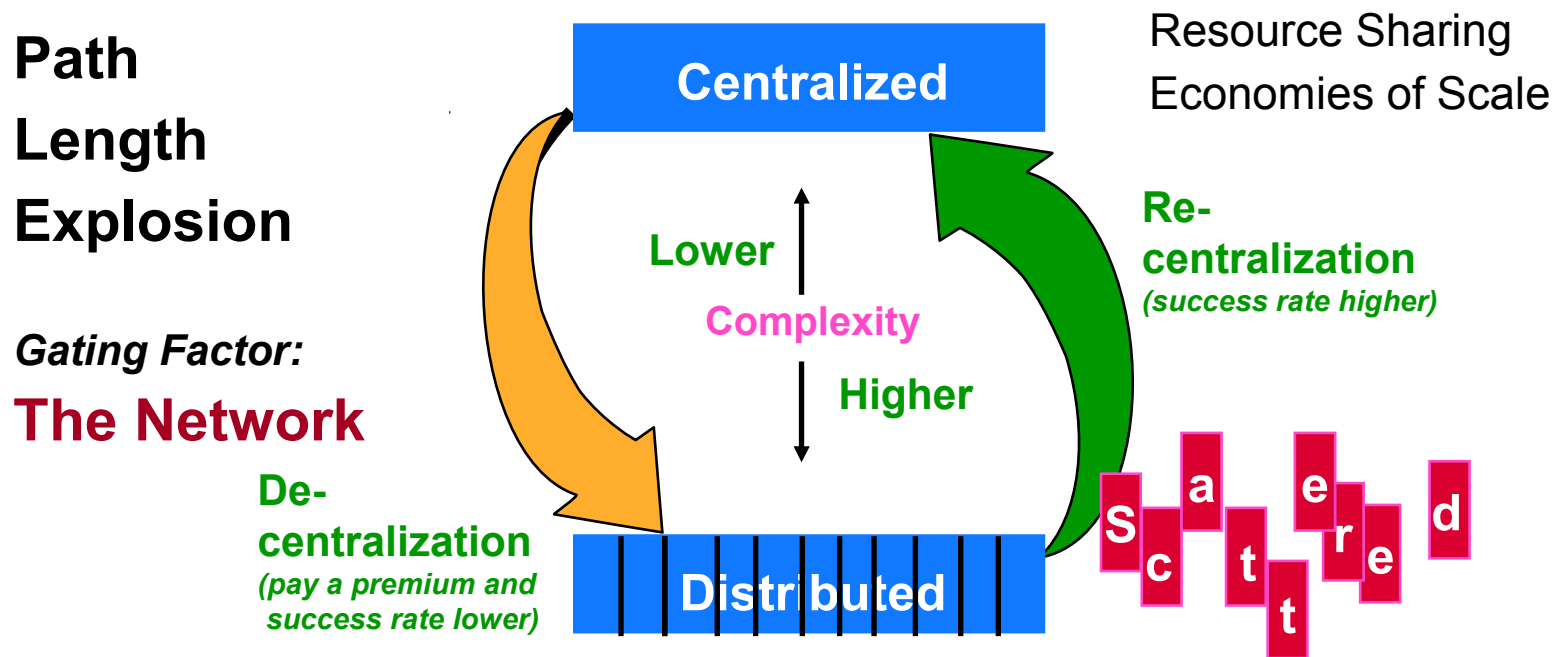 Path
Length
Explosion
Gating Factor:
The Network
De-
centralization
(pay a premium and
success rate lower)
Centralized
Lower
Complexity
Higher
Distributed
Resource Sharing
Economies of Scale
Re-
centralization
(success rate higher)
Scattered